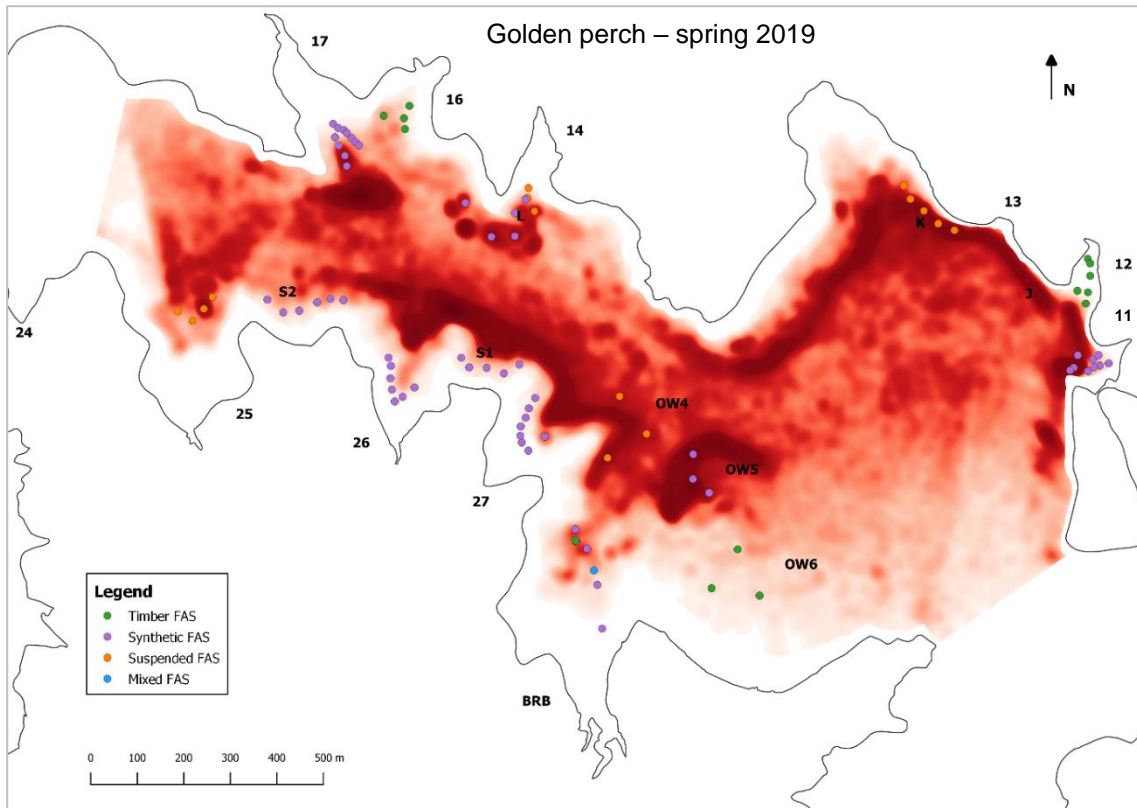 Golden perch – spring 2019
17
16
14
N
13
K
L
12
J
11
S2
24
S1
25
OW4
26
OW5
27
OW6
Legend
Timber FAS
Synthetic FAS
Suspended FAS
Mixed FAS
BRB
0 100 200 300 400 500 m